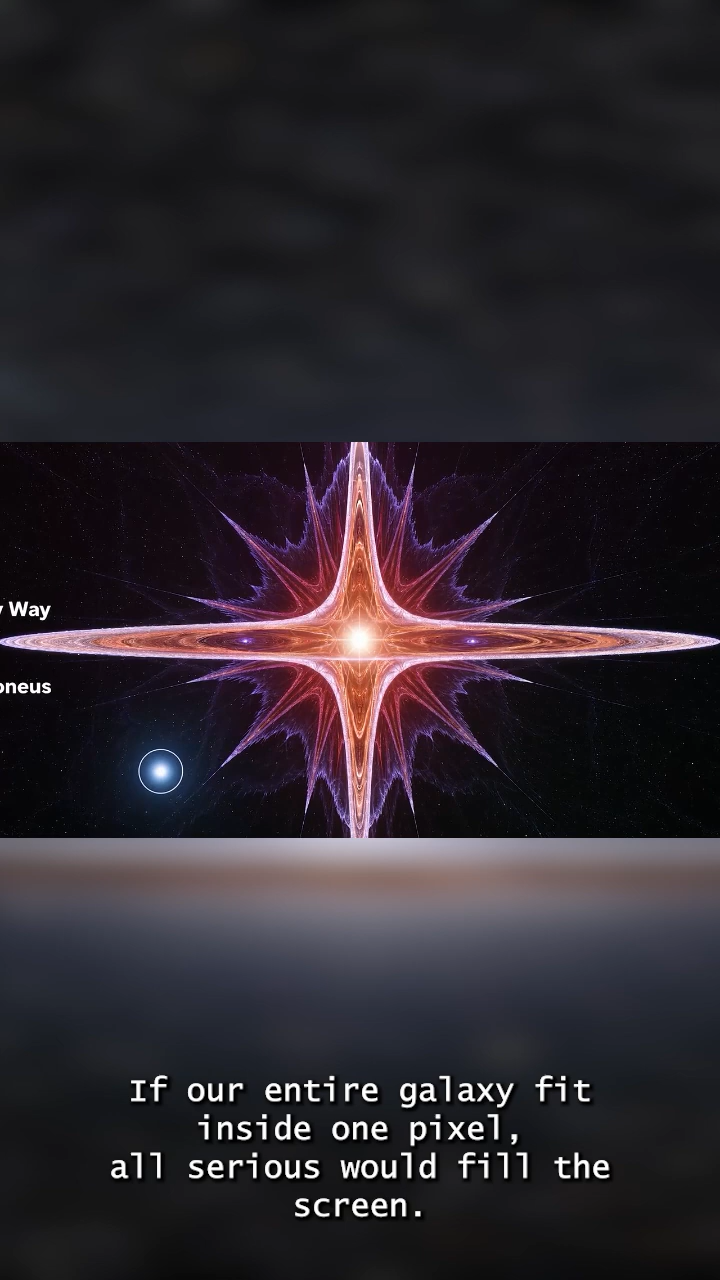 y Way
oneus
If our entire galaxy fit
inside one pixel,
all serious would fill the
screen.